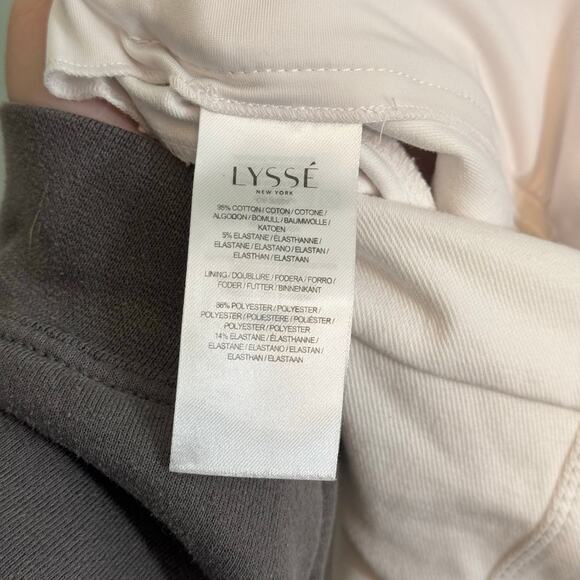 LYSSÉ
NEW YORK
95% COTTON / COTON / COTONE /
ALGODON / BOMULL / BAUMWOLLE /
KATOEN
5% ELASTANE / ÉLASTHANNE /
ELASTANE / ELASTANO / ELASTAN /
ELASTHAN / ELASTAAN
LINING / DOUBLURE / FODERA / FORRO /
FODER / FUTTER / BINNENKANT
86% POLYESTER / POLYESTER /
POLYESTER / POLIESTERE / POLIÉSTER /
POLYESTER / POLYESTER
14% ELASTANE / ÉLASTHANNE /
ELASTANE / ELASTANO / ELASTAN /
ELASTHAN / ELASTAAN